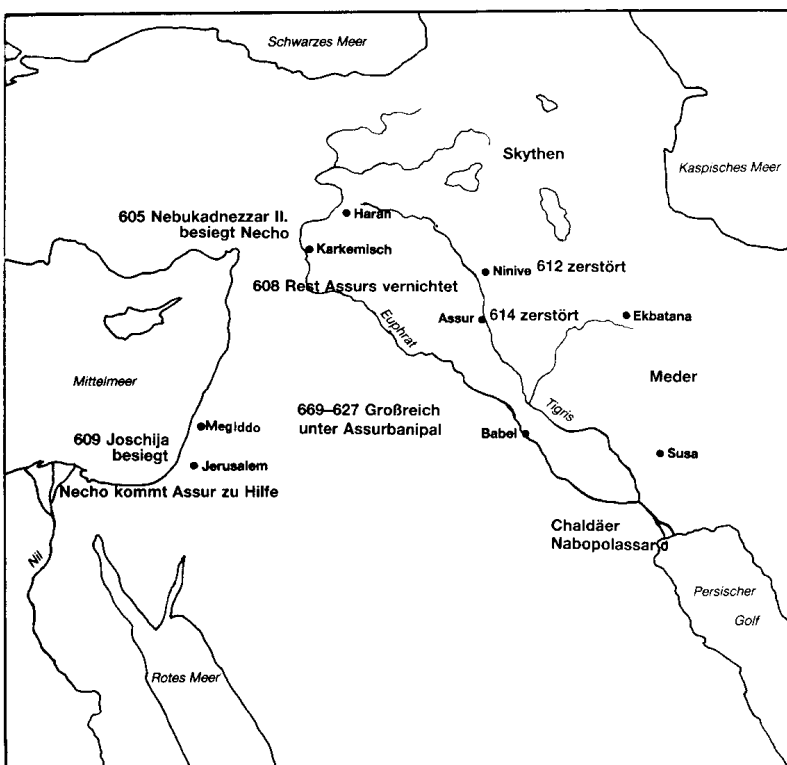 Schwarzes Meer
Skythen
Kaspisches Meer
605 Nebukadnezzar II.
besiegt Necho
Haran
Karkemisch
Ninive 612 zerstört
608 Rest Assurs vernichtet
Assur 614 zerstört
Ekbatana
Euphrat
Mittelmeer
Meder
669–627 Großreich
unter Assurbanipal
Tigris
Babel
Megiddo
609 Joschija
besiegt
Jerusalem
Susa
Necho kommt Assur zu Hilfe
Chaldäer
Nabopolassar
Nil
Persischer
Golf
Rotes Meer